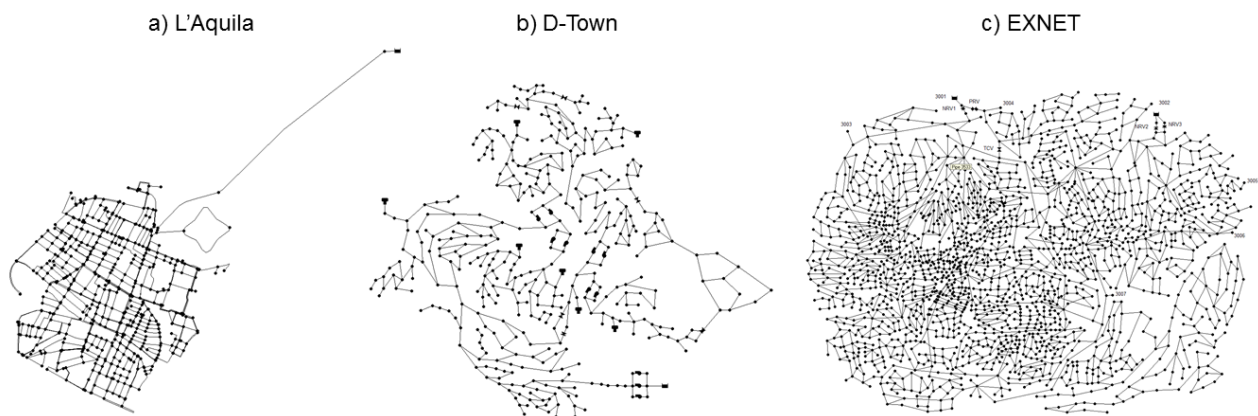 a) L'Aquila
b) D-Town
c) EXNET
3001
PRV
NRV1
3004
3002
NRV2
NRV3
3003
TCV
3005
3006
3007